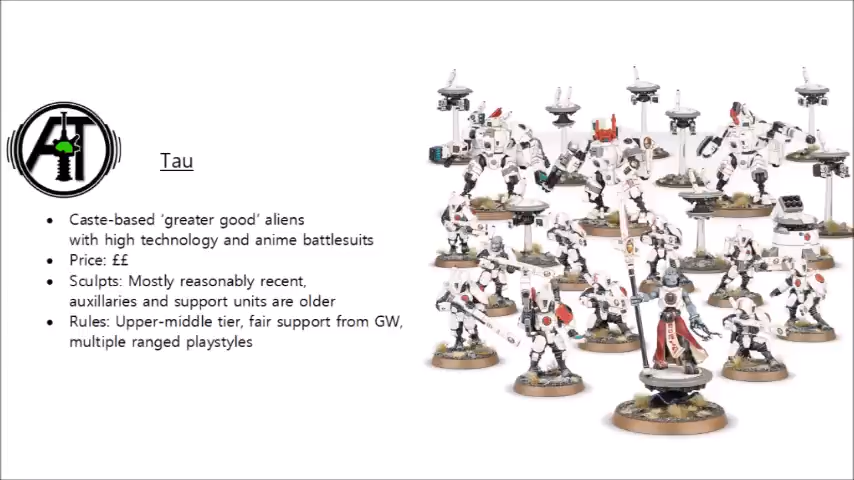 AT
Tau
• Caste-based ‘greater good’ aliens
with high technology and anime battlesuits
• Price: ££
• Sculpts: Mostly reasonably recent,
auxillaries and support units are older
• Rules: Upper-middle tier, fair support from GW,
multiple ranged playstyles